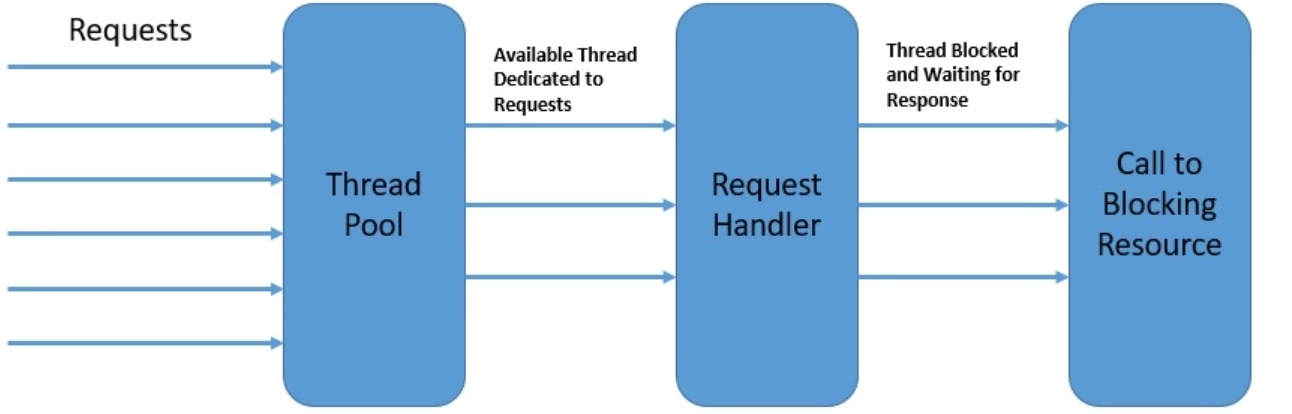 Requests
Available Thread
Dedicated to
Requests
Thread Blocked
and Waiting for
Response
Thread
Pool
Request
Handler
Call to
Blocking
Resource